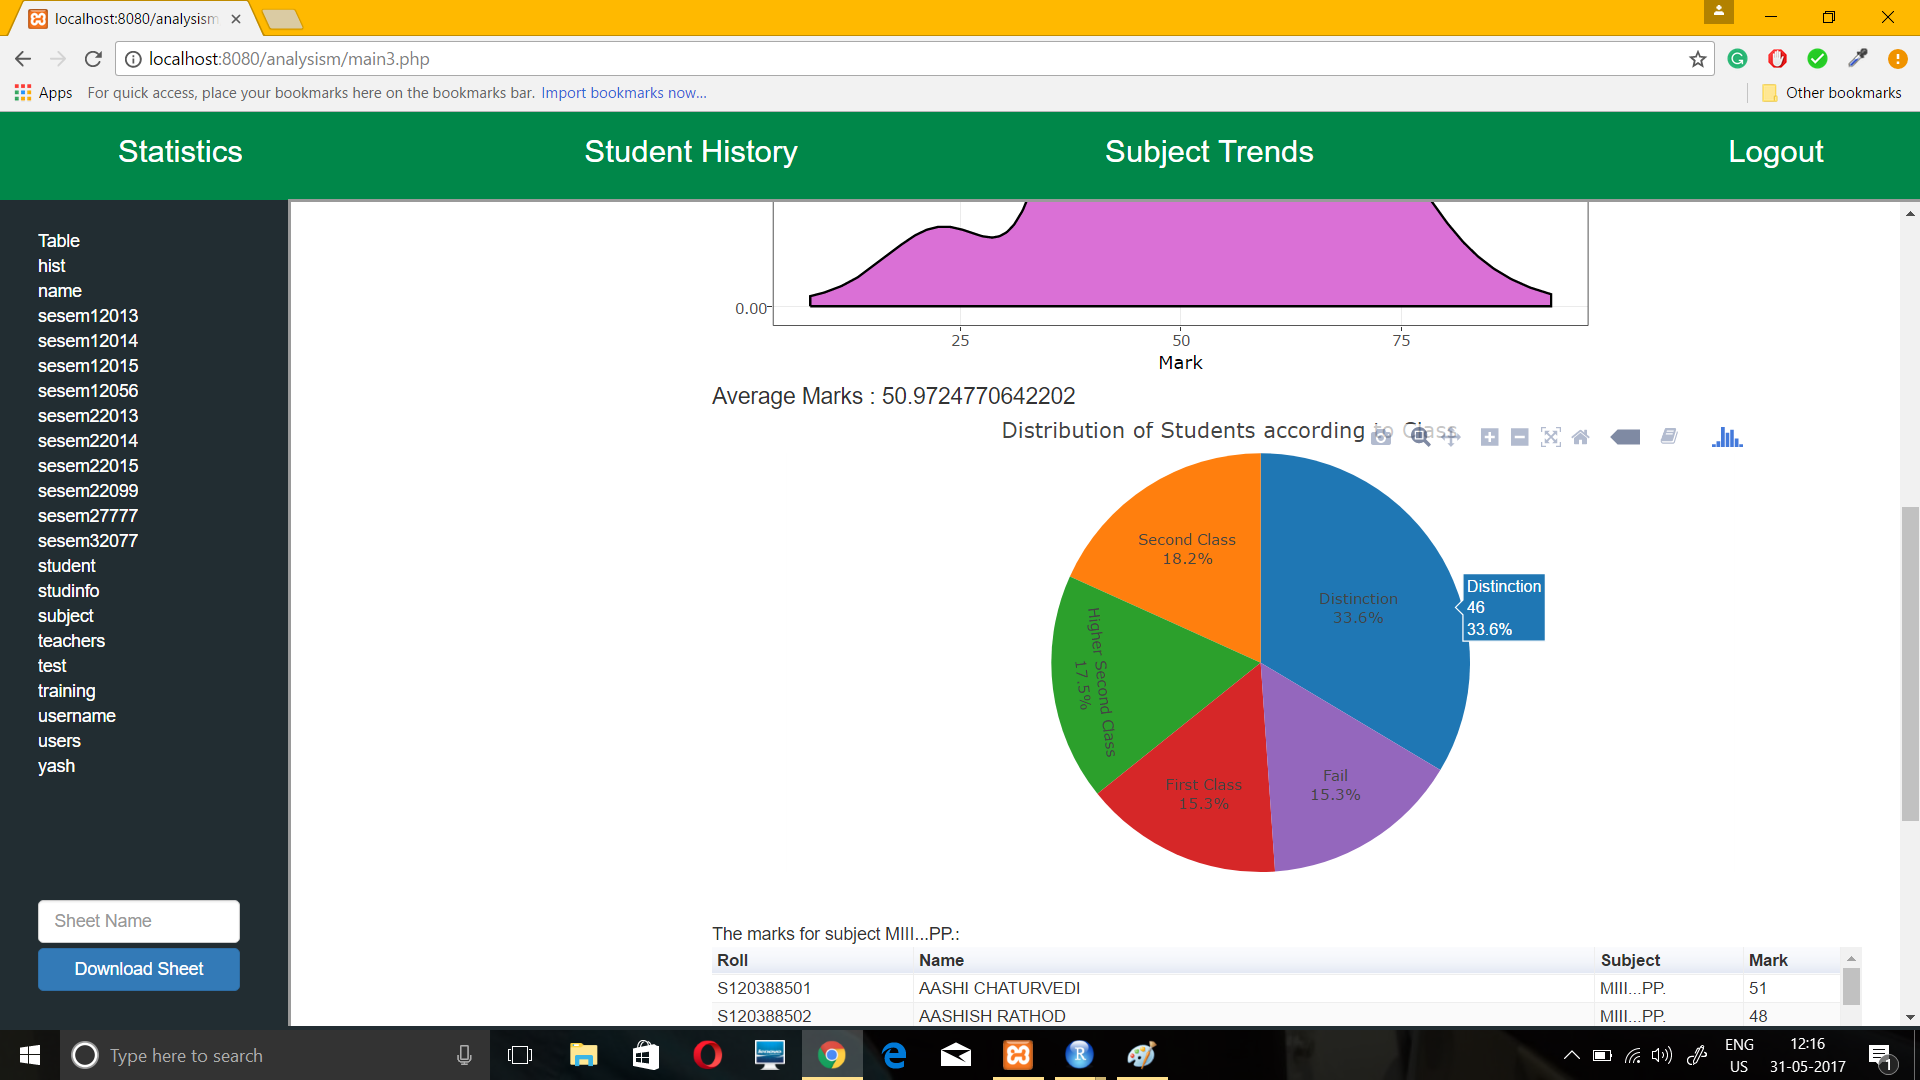 localhost:8080/analysism
localhost:8080/analysism/main3.php
Apps For quick access, place your bookmarks here on the bookmarks bar. Import bookmarks now... Other bookmarks
Statistics Student History Subject Trends Logout
Table
hist
name
sesem12013
sesem12014
sesem12015
sesem12056
sesem22013
sesem22014
sesem22015
sesem22099
sesem27777
sesem32077
student
studinfo
subject
teachers
test
training
username
users
yash
Sheet Name
Download Sheet
0.00
25 50 75
Mark
Average Marks : 50.9724770642202
Distribution of Students according to Class
Second Class
18.2%
Distinction
33.6%
Distinction
46
33.6%
Higher Second Class
17.5%
First Class
15.3%
Fail
15.3%
The marks for subject MIII...PP.:
Roll Name Subject Mark
S120388501 AASHI CHATURVEDI MIII...PP. 51
S120388502 AASHISH RATHOD MIII...PP. 48
Type here to search
ENG
US
12:16
31-05-2017
1